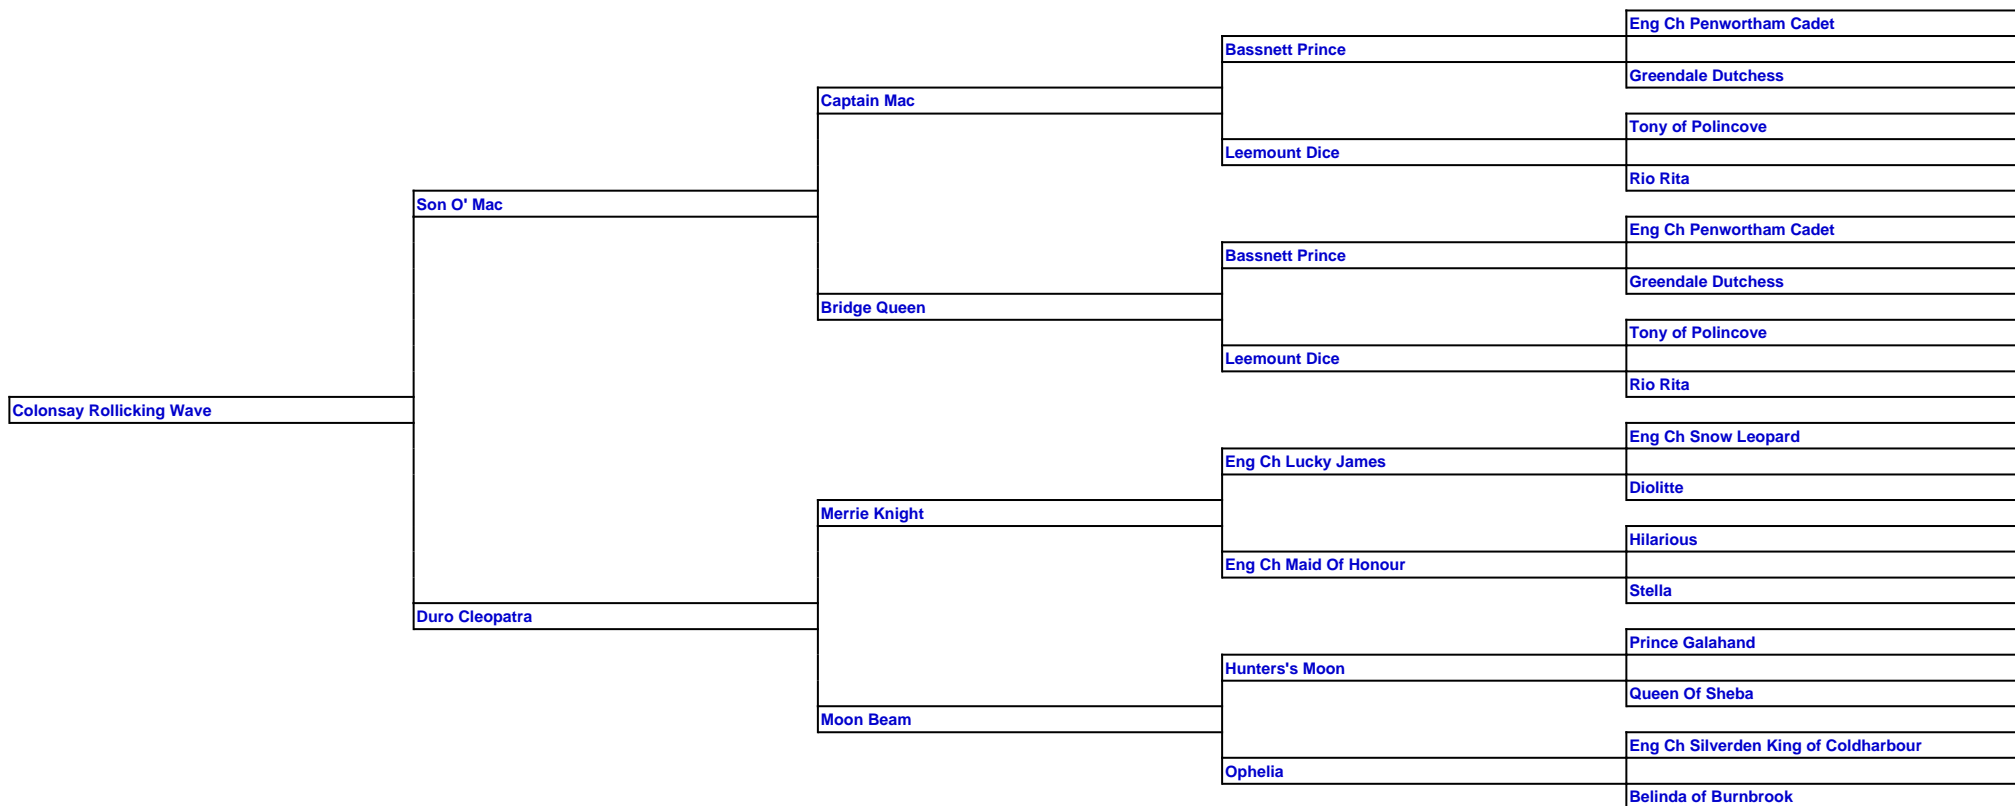 Eng Ch Penwortham Cadet
Bassnett Prince
Greendale Dutchess
Captain Mac
Tony of Polincove
Leemount Dice
Rio Rita
Son O' Mac
Eng Ch Penwortham Cadet
Bassnett Prince
Greendale Dutchess
Bridge Queen
Tony of Polincove
Leemount Dice
Rio Rita
Colonsay Rollicking Wave
Eng Ch Snow Leopard
Eng Ch Lucky James
Diolitte
Merrie Knight
Hilarious
Eng Ch Maid Of Honour
Stella
Duro Cleopatra
Prince Galahand
Hunters's Moon
Queen Of Sheba
Moon Beam
Eng Ch Silverden King of Coldharbour
Ophelia
Belinda of Burnbrook